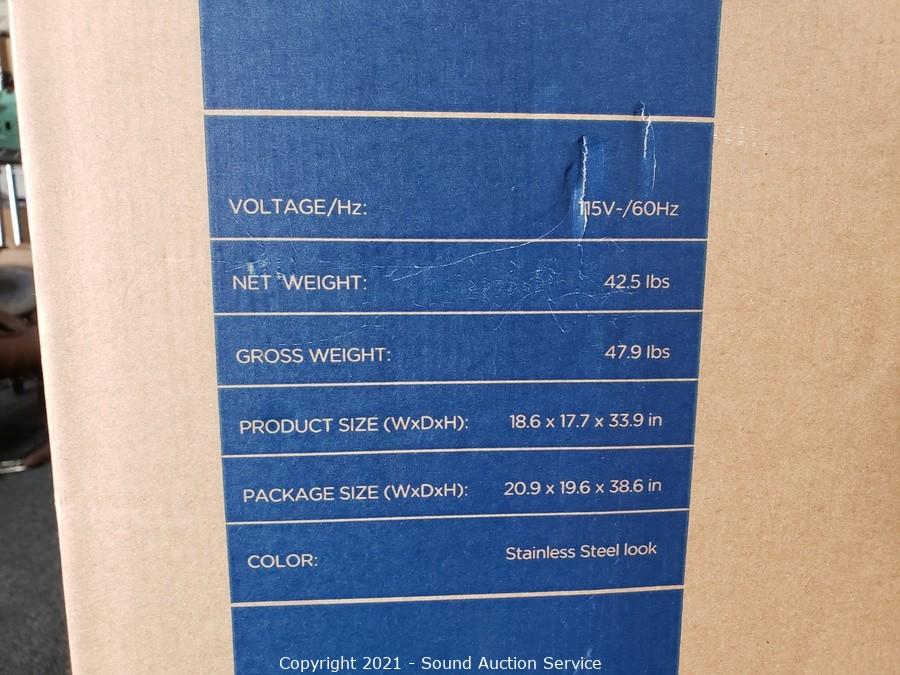 VOLTAGE/Hz: 115V~/60Hz
NET WEIGHT: 42.5 lbs
GROSS WEIGHT: 47.9 lbs
PRODUCT SIZE (WxDxH): 18.6 x 17.7 x 33.9 in
PACKAGE SIZE (WxDxH): 20.9 x 19.6 x 38.6 in
COLOR: Stainless Steel look
Copyright 2021 - Sound Auction Service